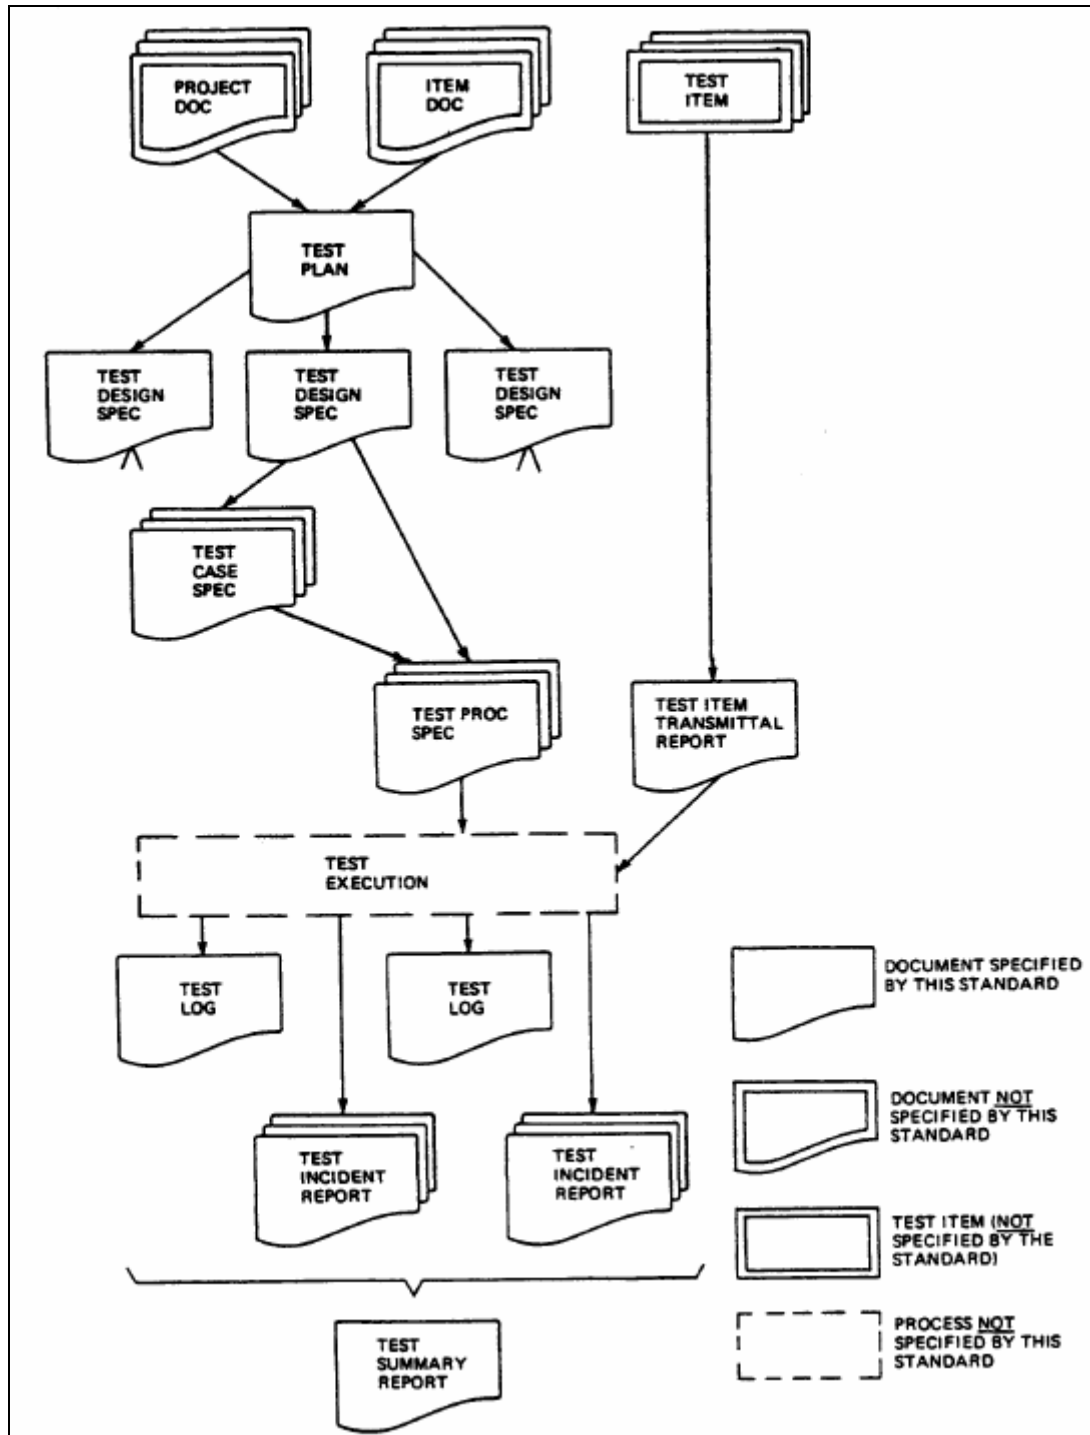 PROJECT
DOC
ITEM
DOC
TEST
ITEM
TEST
PLAN
TEST
DESIGN
SPEC
TEST
DESIGN
SPEC
TEST
DESIGN
SPEC
TEST
CASE
SPEC
TEST PROC
SPEC
TEST ITEM
TRANSMITTAL
REPORT
TEST
EXECUTION
TEST
LOG
TEST
LOG
TEST
INCIDENT
REPORT
TEST
INCIDENT
REPORT
TEST
SUMMARY
REPORT
DOCUMENT SPECIFIED
BY THIS STANDARD
DOCUMENT NOT
SPECIFIED BY THIS
STANDARD
TEST ITEM (NOT
SPECIFIED BY THE
STANDARD)
PROCESS NOT
SPECIFIED BY THIS
STANDARD